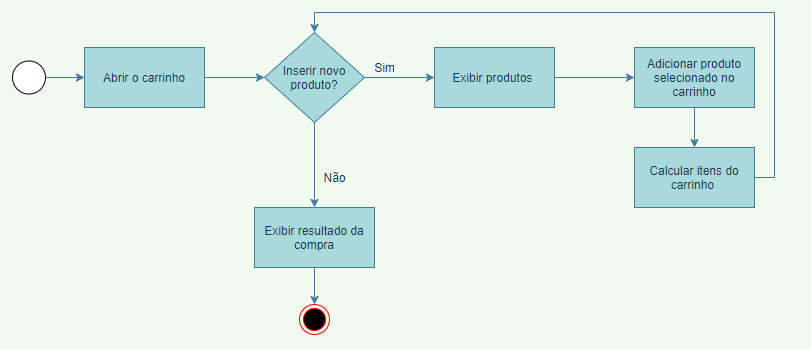 Abrir o carrinho
Inserir novo
produto?
Sim
Exibir produtos
Adicionar produto
selecionado no
carrinho
Calcular itens do
carrinho
Não
Exibir resultado da
compra